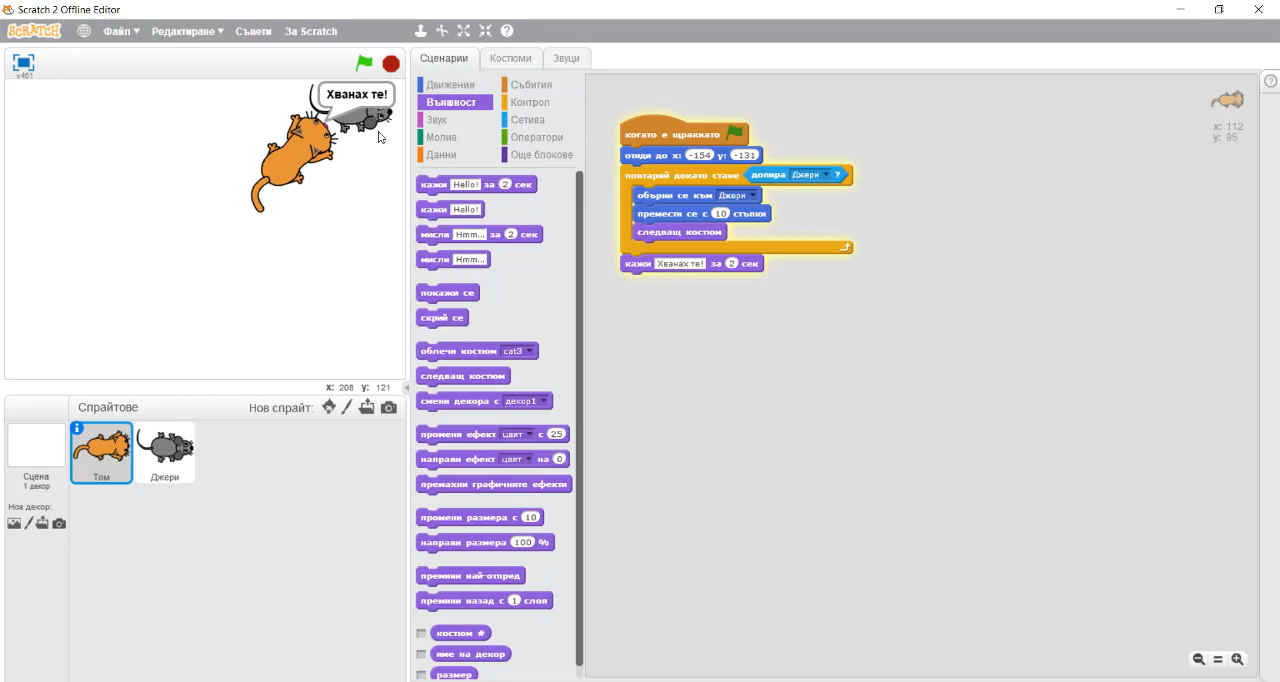 Scratch 2 Offline Editor
SCRATCH Файл Редактиране Съвети За Scratch
v461
Хванах те!
x: 208 y: 121
Спрайтове Нов спрайт:
Сцена
1 декор
Нов декор:
Том Джери
Сценарии Костюми Звуци
Движение Събития
Външност Контрол
Звук Сетива
Молив Оператори
Данни Още блокове
кажи Hello! за 2 сек
кажи Hello!
мисли Hmm... за 2 сек
мисли Hmm...
покажи се
скрий се
облечи костюм cat3
следващ костюм
смени декора с декор1
промени ефект цвят с 25
направи ефект цвят на 0
премахни графичните ефекти
промени размера с 10
направи размера 100 %
премини най-отпред
премини назад с 1 слоя
костюм #
име на декор
размер
когато е щракнато
отиди до x: -154 y: -131
повтаряй докато стане допира Джери ?
обърни се към Джери
премести се с 10 стъпки
следващ костюм
кажи Хванах те! за 2 сек
x: 112
y: 95